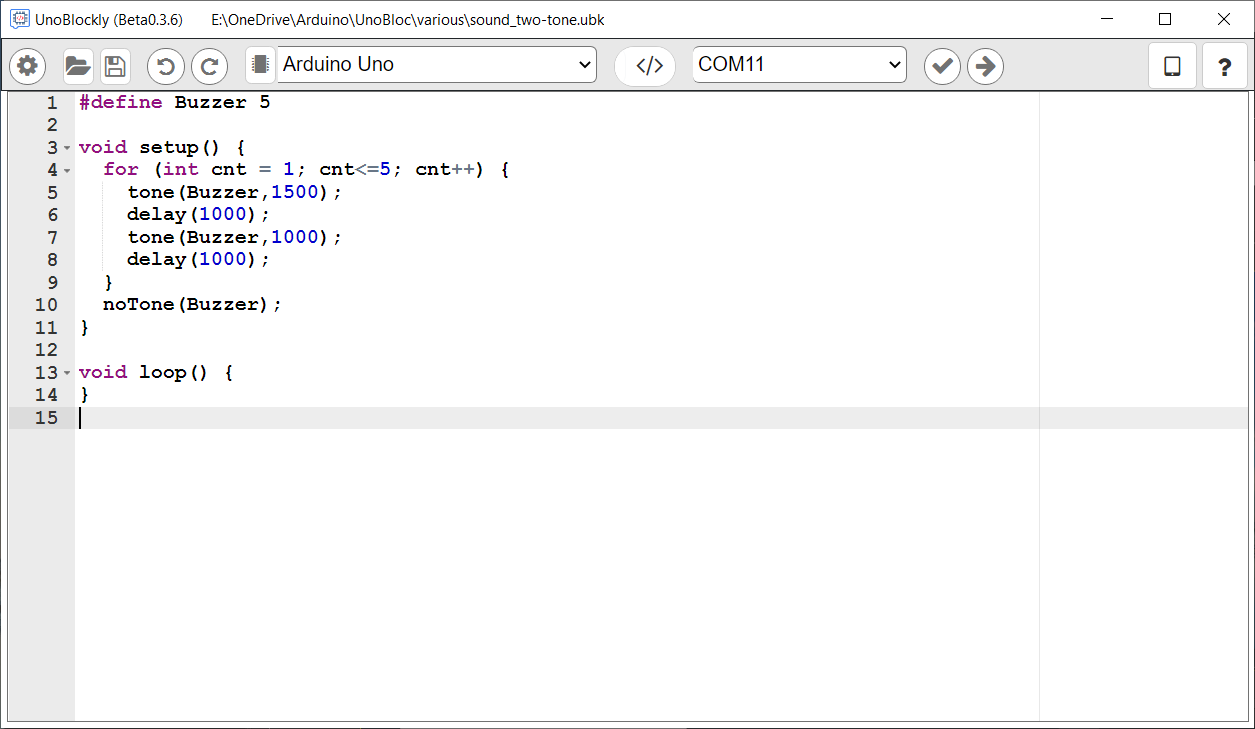 UnoBlockly (Beta0.3.6) E:\OneDrive\Arduino\UnoBloc\various\sound_two-tone.ubk
Arduino Uno </> COM11 ?
1 #define Buzzer 5
2
3 void setup() {
4   for (int cnt = 1; cnt<=5; cnt++) {
5     tone(Buzzer,1500);
6     delay(1000);
7     tone(Buzzer,1000);
8     delay(1000);
9   }
10   noTone(Buzzer);
11 }
12
13 void loop() {
14 }
15